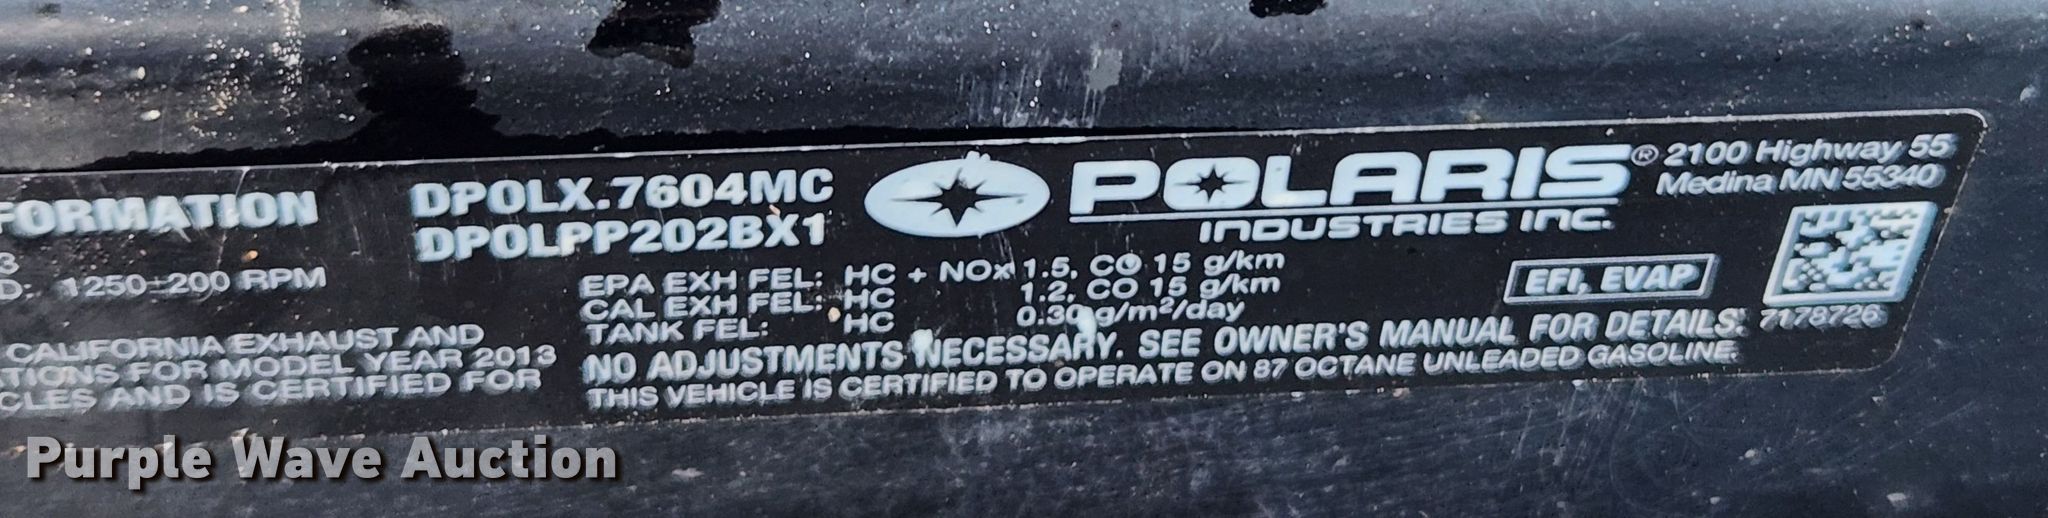 FORMATION
3
D: 1250±200 RPM
CALIFORNIA EXHAUST AND
TIONS FOR MODEL YEAR 2013
CLES AND IS CERTIFIED FOR
DPOLX.7604MC
DPOLPP202BX1
POLARIS®
INDUSTRIES INC.
2100 Highway 55
Medina MN 55340
EPA EXH FEL: HC + NOx 1.5, CO 15 g/km
CAL EXH FEL: HC 1.2, CO 15 g/km
TANK FEL: HC 0.30 g/m²/day
EFI, EVAP
7178726
NO ADJUSTMENTS NECESSARY. SEE OWNER'S MANUAL FOR DETAILS.
THIS VEHICLE IS CERTIFIED TO OPERATE ON 87 OCTANE UNLEADED GASOLINE.
Purple Wave Auction